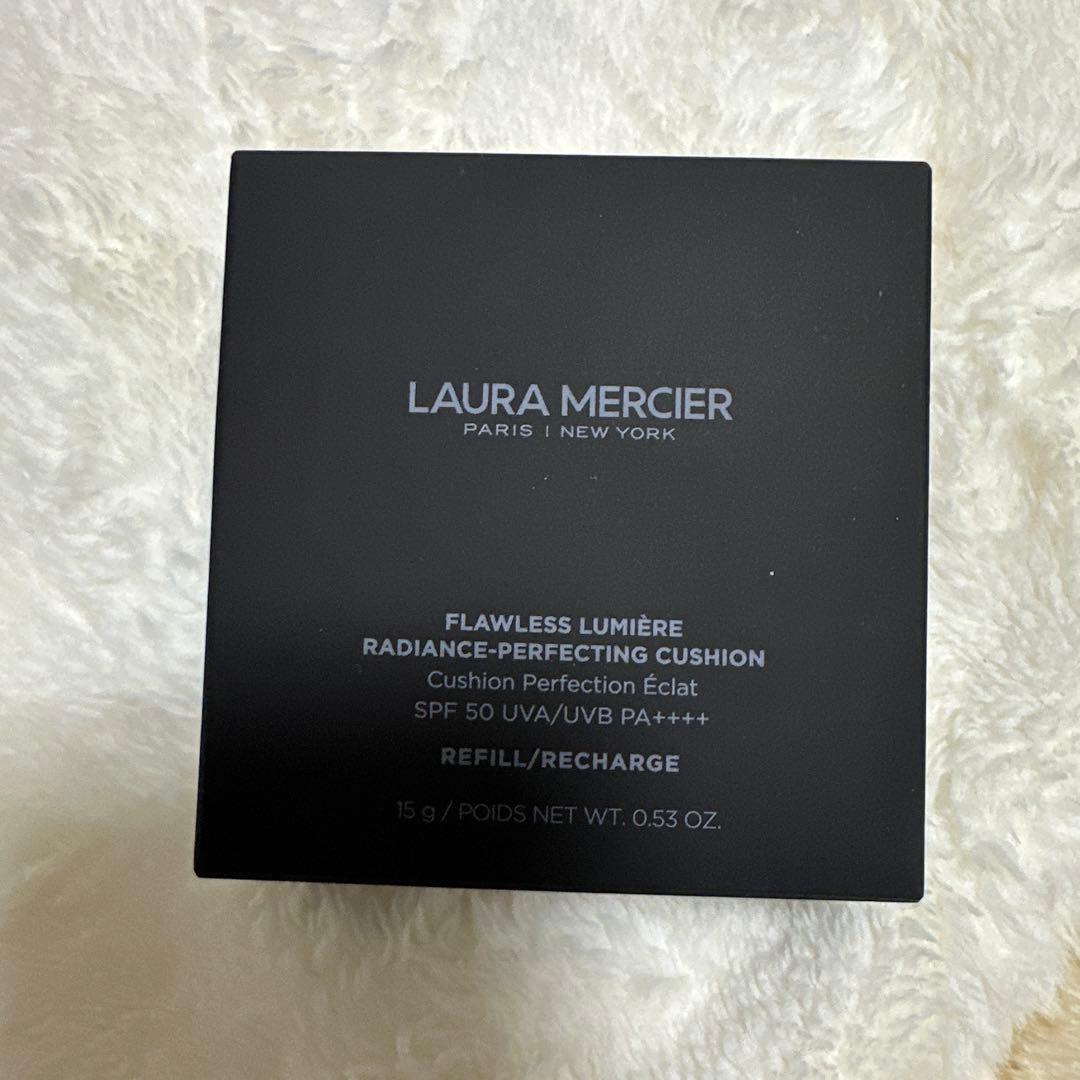 LAURA MERCIER
PARIS | NEW YORK
FLAWLESS LUMIÈRE
RADIANCE-PERFECTING CUSHION
Cushion Perfection Éclat
SPF 50 UVA/UVB PA++++
REFILL/RECHARGE
15 g / POIDS NET WT. 0.53 OZ.